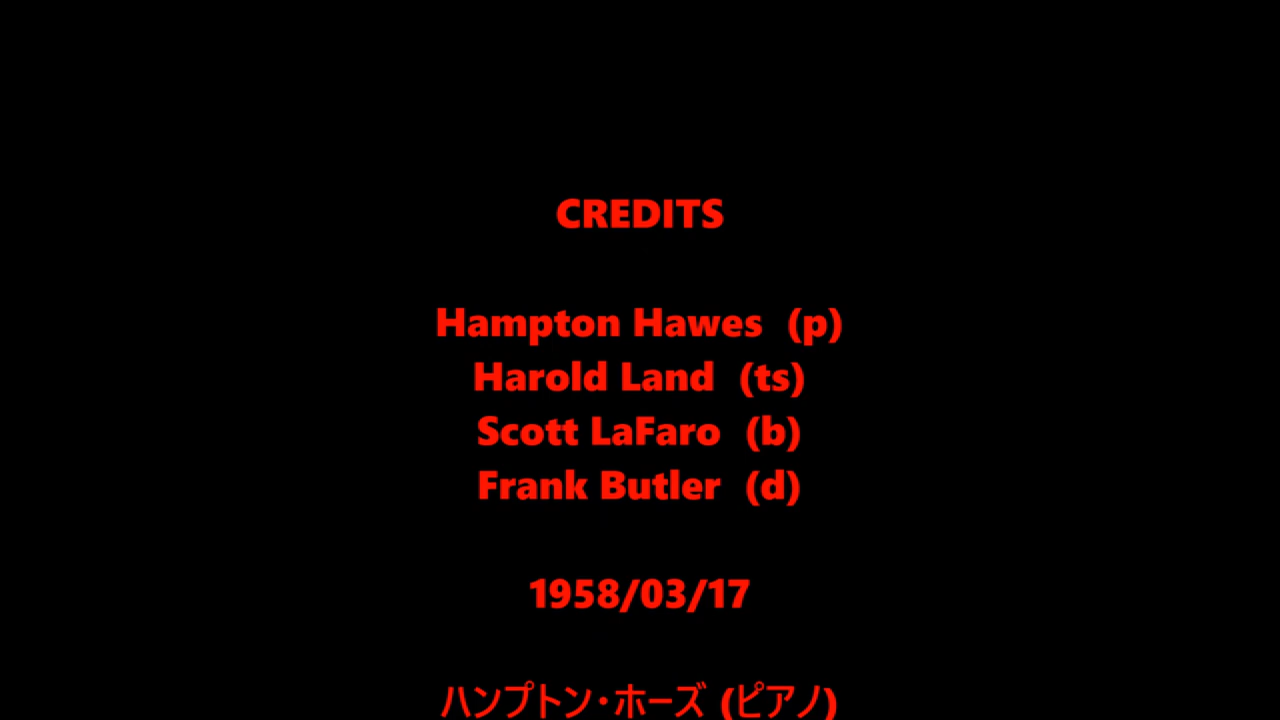 CREDITS
Hampton Hawes (p)
Harold Land (ts)
Scott LaFaro (b)
Frank Butler (d)
1958/03/17
ハンプトン・ホーズ (ピアノ)